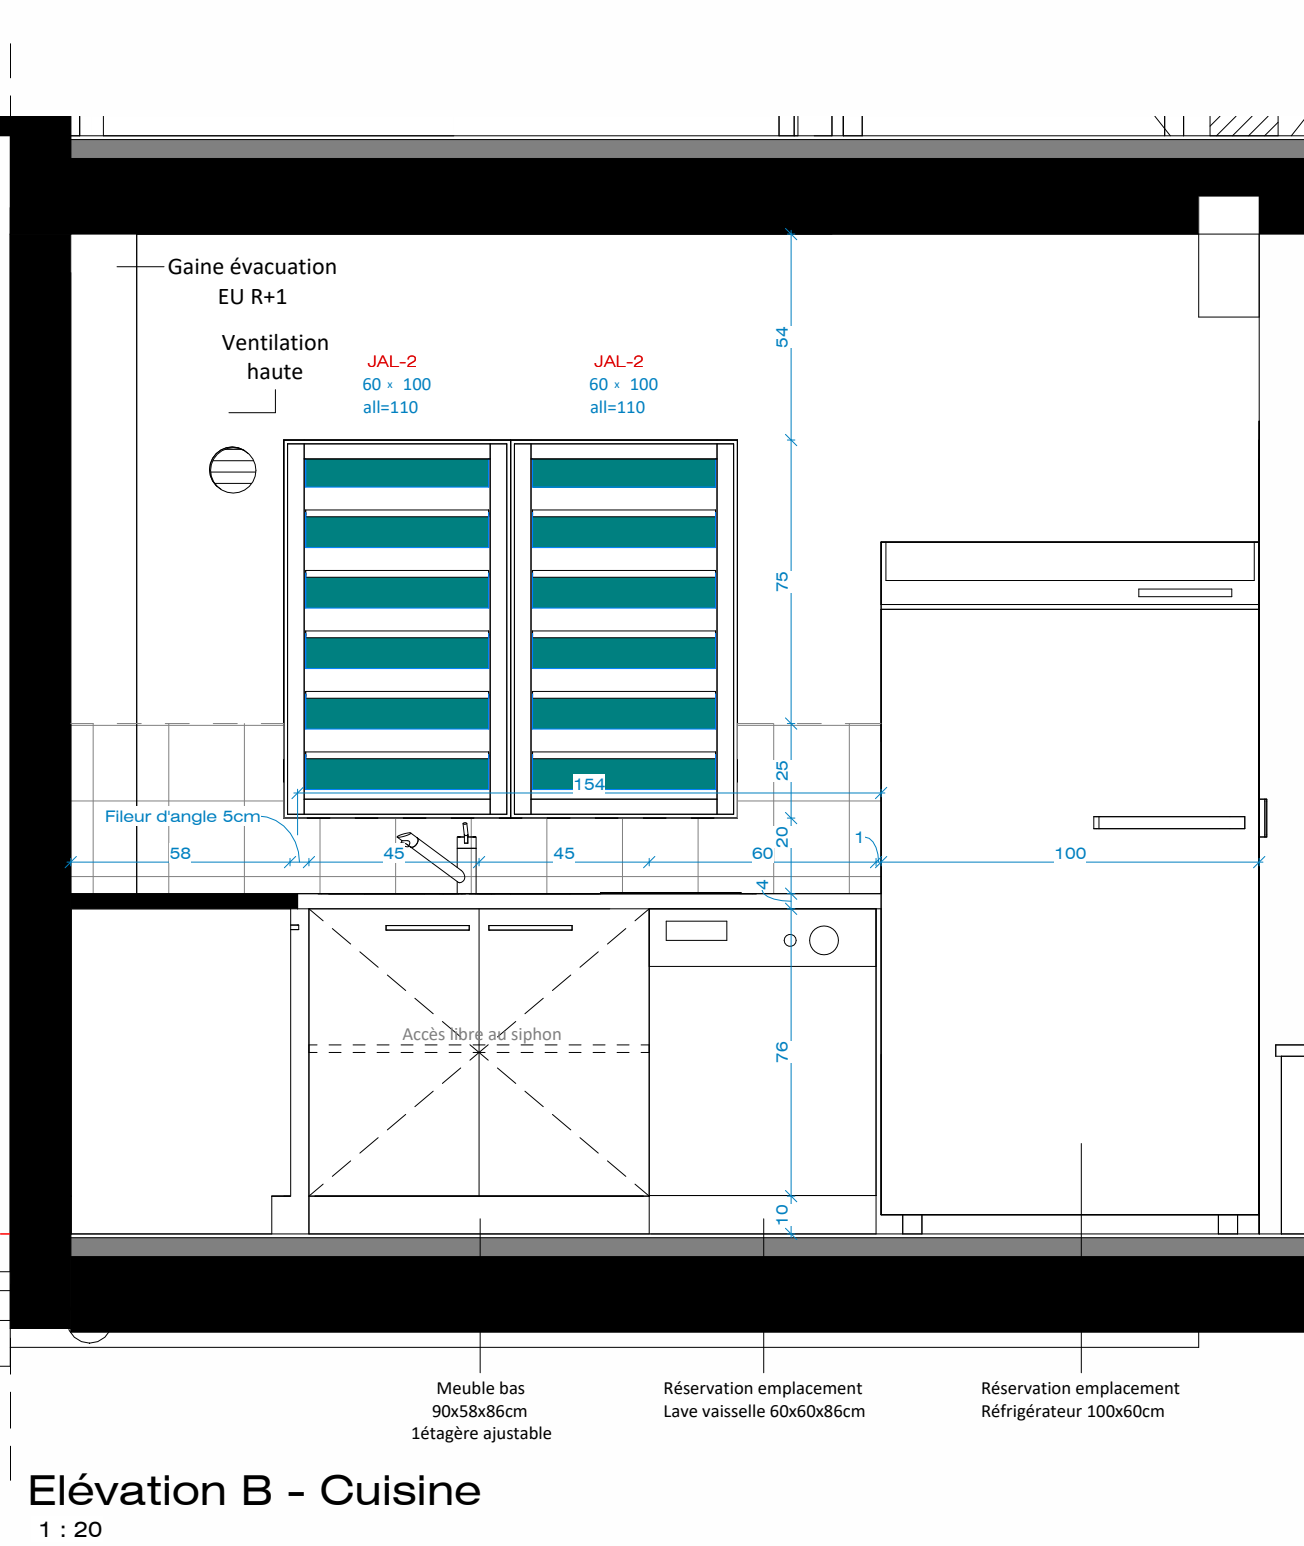 Gaine évacuation
EU R+1
Ventilation
haute
JAL-2
60 x 100
all=110
JAL-2
60 x 100
all=110
54
75
25
154
Fileur d'angle 5cm
20
1
58
45
45
60
100
4
Accès libre au siphon
76
10
Meuble bas
90x58x86cm
1étagère ajustable
Réservation emplacement
Lave vaisselle 60x60x86cm
Réservation emplacement
Réfrigérateur 100x60cm
Elévation B - Cuisine
1 : 20